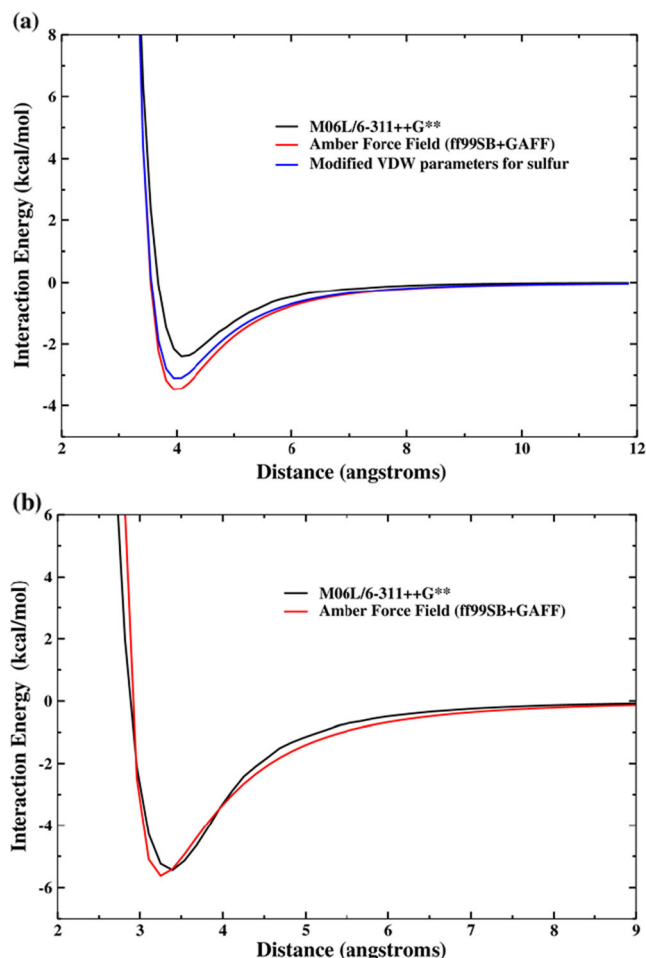 (a)
8
6
4
2
0
-2
-4
Interaction Energy (kcal/mol)
M06L/6-311++G**
Amber Force Field (ff99SB+GAFF)
Modified VDW parameters for sulfur
2 4 6 8 10 12
Distance (angstroms)
(b)
6
4
2
0
-2
-4
-6
Interaction Energy (kcal/mol)
M06L/6-311++G**
Amber Force Field (ff99SB+GAFF)
2 3 4 5 6 7 8 9
Distance (angstroms)